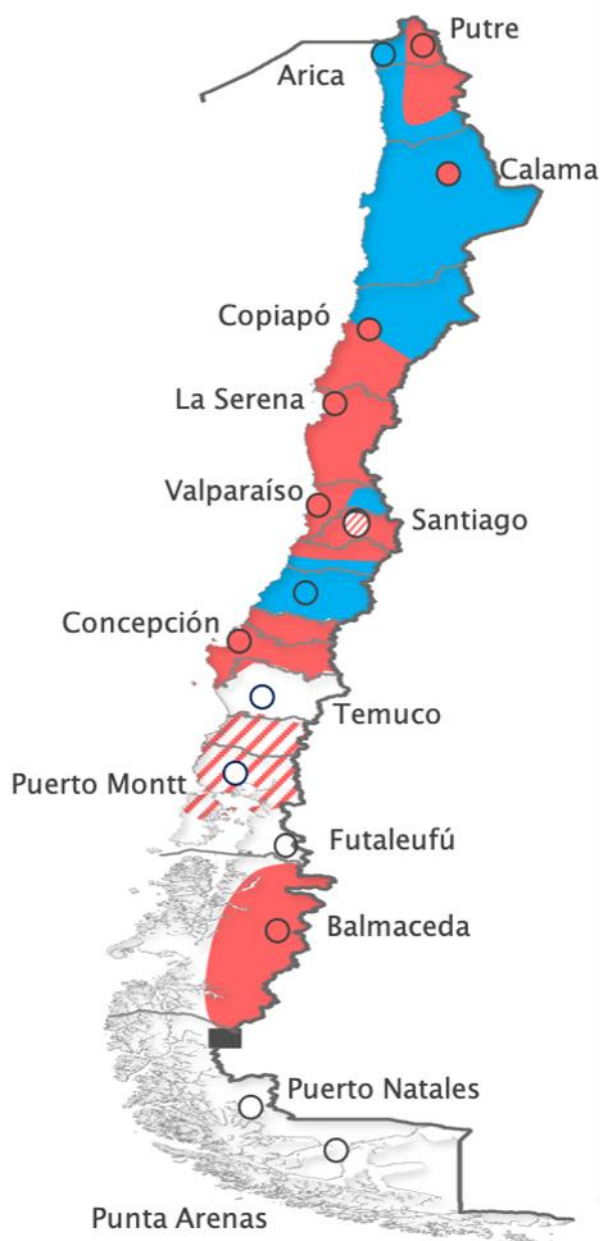 Putre
Arica
Calama
Copiapó
La Serena
Valparaíso
Santiago
Concepción
Temuco
Puerto Montt
Futaleufú
Balmaceda
Puerto Natales
Punta Arenas